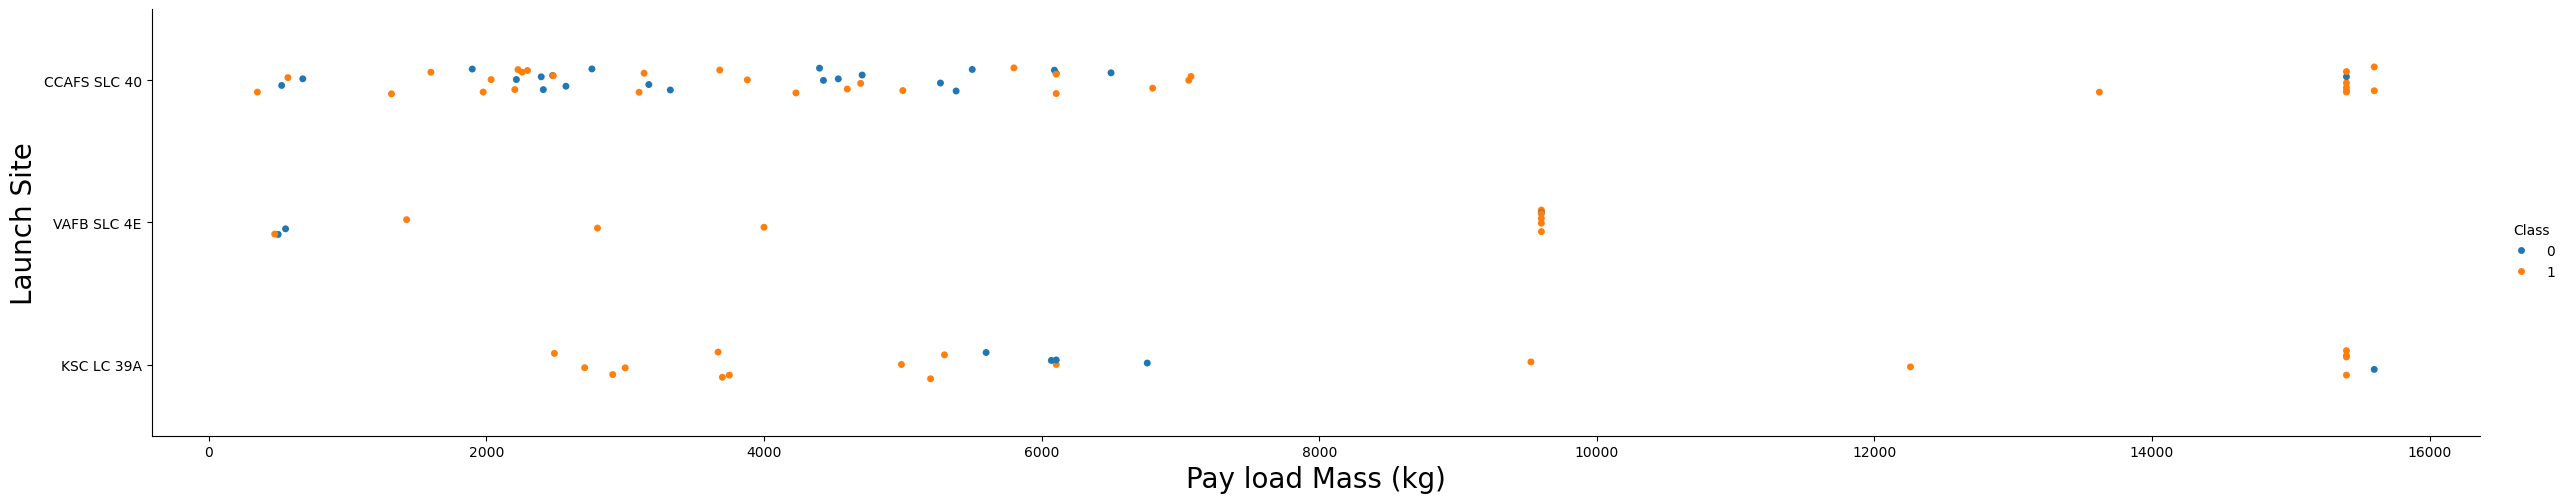 CCAFS SLC 40
VAFB SLC 4E
KSC LC 39A
Launch Site
0 2000 4000 6000 8000 10000 12000 14000 16000
Pay load Mass (kg)
Class
0
1